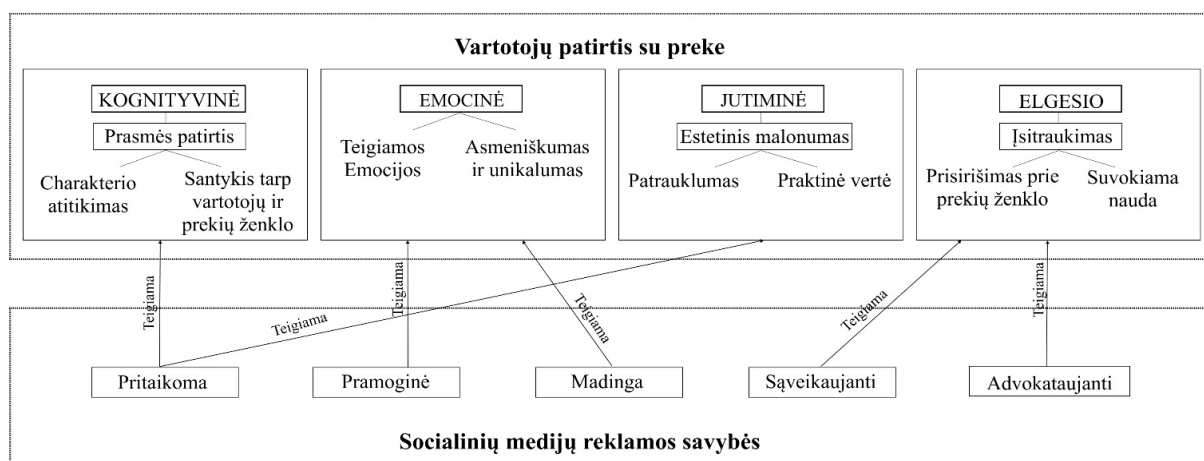 Vartotojų patirtis su preke
KOGNITYVINĖ
Prasmės patirtis
Charakterio
atitikimas
Santykis tarp
vartotojų ir
prekių ženklo
EMOCINĖ
Teigiamos
Emocijos
Asmeniškumas
ir unikalumas
JUTIMINĖ
Estetinis malonumas
Patrauklumas
Praktinė vertė
ELGESIO
Įsitraukimas
Prisirišimas prie
prekių ženklo
Suvokiama
nauda
Teigiama
Teigiama
Teigiama
Teigiama
Teigiama
Teigiama
Pritaikoma
Pramoginė
Madinga
Sąveikaujanti
Advokataujanti
Socialinių medijų reklamos savybės